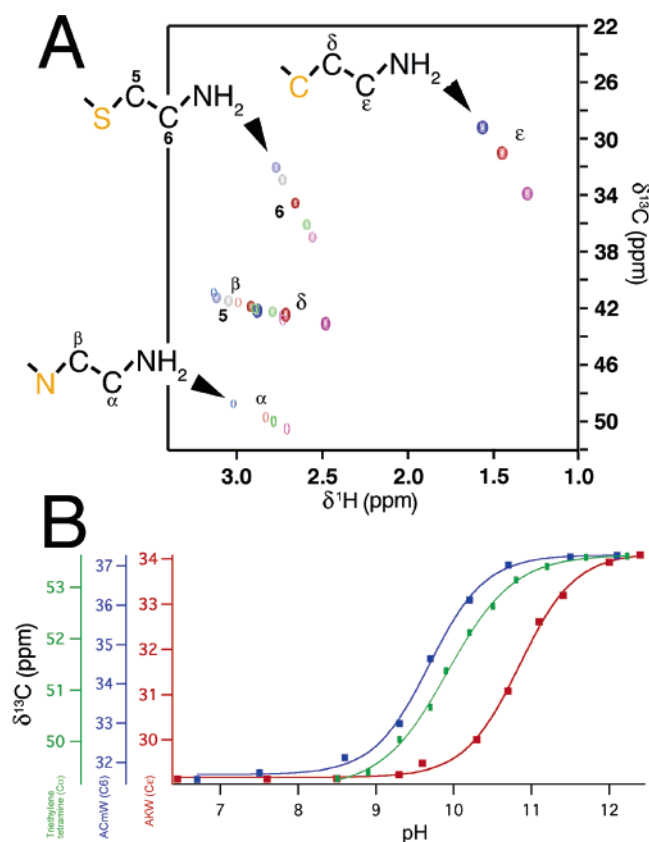 A
5
S C C NH2
6
δ
C C C NH2
ε
ε
6
β
5
δ
β
N C C NH2
α
α
22
26
30
34
38
42
46
50
δ13C (ppm)
3.0 2.5 2.0 1.5 1.0
δ1H (ppm)
B
δ13C (ppm)
53
52
51
50
Triethylene
tetramine (Cα)
37
36
35
34
33
32
ACmW (C6)
34
33
32
31
30
AKW (Cε)
7 8 9 10 11 12
pH